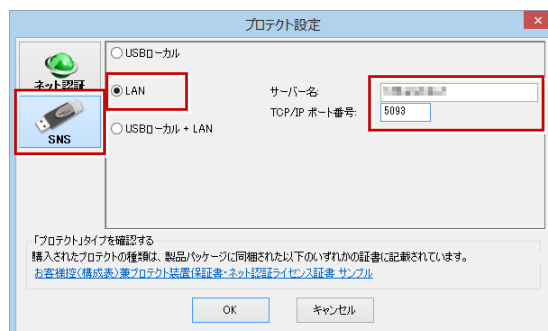 プロテクト設定
ネット認証
SNS
USBローカル
LAN
USBローカル + LAN
サーバー名:
TCP/IP ポート番号:
5093
「プロテクト」タイプを確認する
購入されたプロテクトの種類は、製品パッケージに同梱された以下のいずれかの証書に記載されています。
お客様控(構成表)兼プロテクト装置保証書・ネット認証ライセンス証書 サンプル
OK
キャンセル